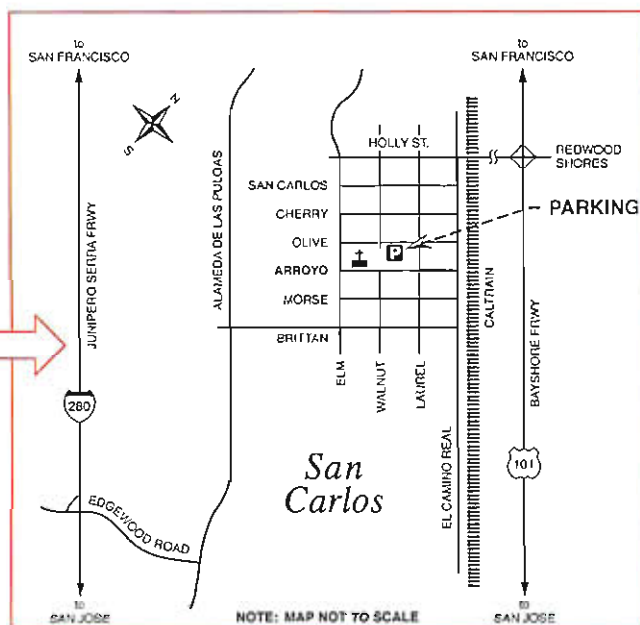 to
SAN FRANCISCO
to
SAN FRANCISCO
N
S
HOLLY ST.
REDWOOD
SHORES
SAN CARLOS
CHERRY
PARKING
OLIVE
P
ARROYO
MORSE
BRITTAN
ALAMEDA DE LAS PULGAS
JUNIPERO SERRA FRWY
CALTRAIN
BAYSHORE FRWY
ELM
WALNUT
LAUREL
280
EL CAMINO REAL
101
San
Carlos
EDGEWOOD ROAD
to
SAN JOSE
NOTE: MAP NOT TO SCALE
to
SAN JOSE